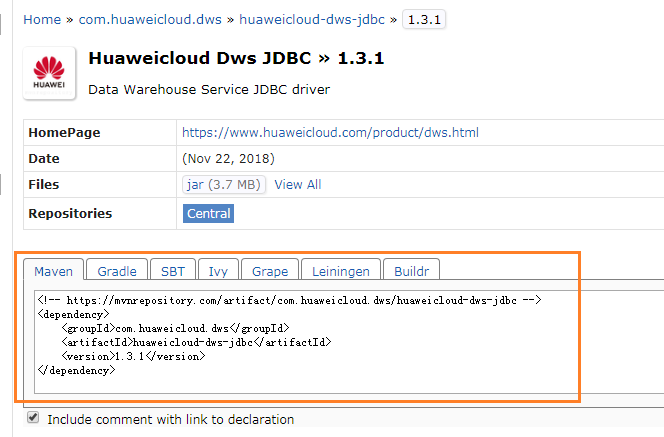 Home » com.huaweicloud.dws » huaweicloud-dws-jdbc » 1.3.1
Huaweicloud Dws JDBC » 1.3.1
HUAWEI
Data Warehouse Service JDBC driver
HomePage https://www.huaweicloud.com/product/dws.html
Date (Nov 22, 2018)
Files jar (3.7 MB) View All
Repositories Central
Maven Gradle SBT Ivy Grape Leiningen Buildr
<!-- https://mvnrepository.com/artifact/com.huaweicloud.dws/huaweicloud-dws-jdbc -->
<dependency>
    <groupId>com.huaweicloud.dws</groupId>
    <artifactId>huaweicloud-dws-jdbc</artifactId>
    <version>1.3.1</version>
</dependency>
Include comment with link to declaration